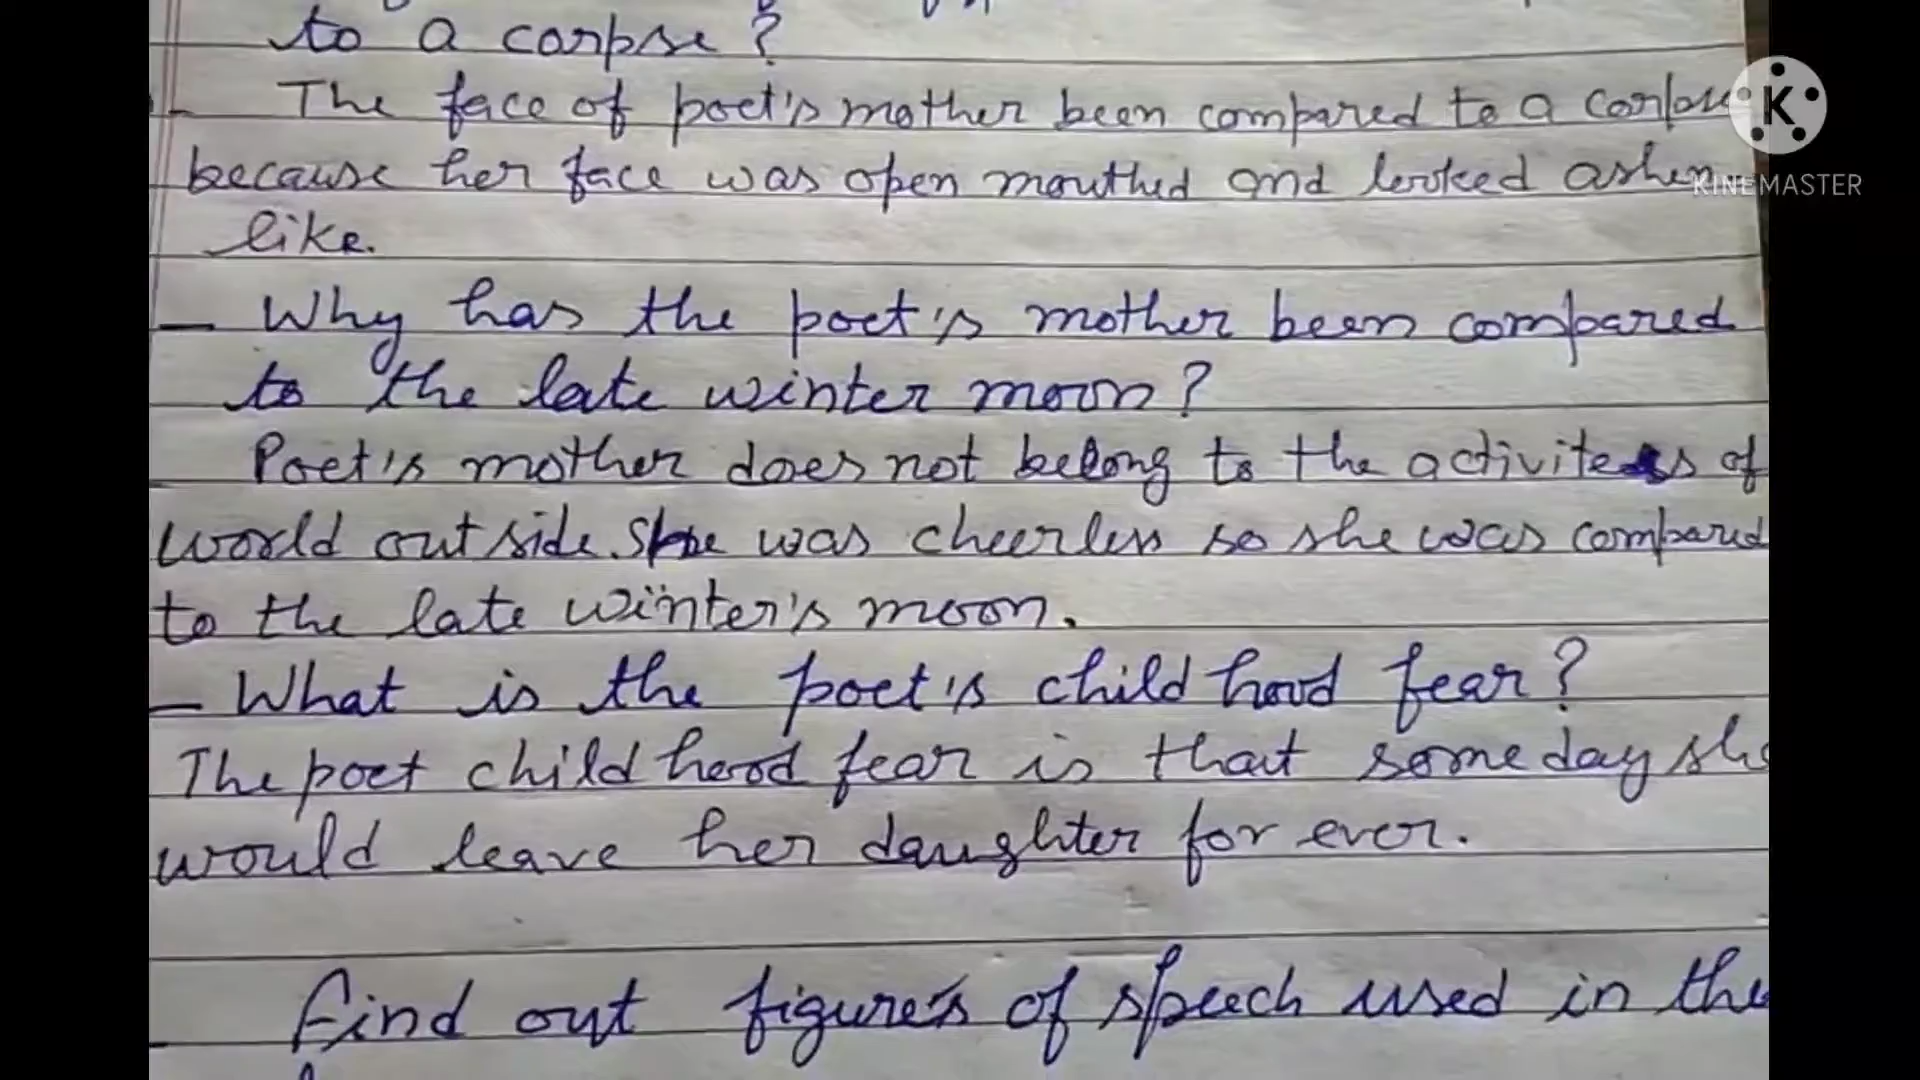 to a corpse ?
The face of poet's mother been compared to a corpse
because her face was open mouthed and looked ashen
like.
KINEMASTER
- Why has the poet's mother been compared
to the late winter moon?
Poet's mother does not belong to the activites of
world outside. She was cheerless so she was compared
to the late winter's moon.
- What is the poet's child hood fear?
The poet child hood fear is that some day she
would leave her daughter for ever.
find out figure's of speech used in the